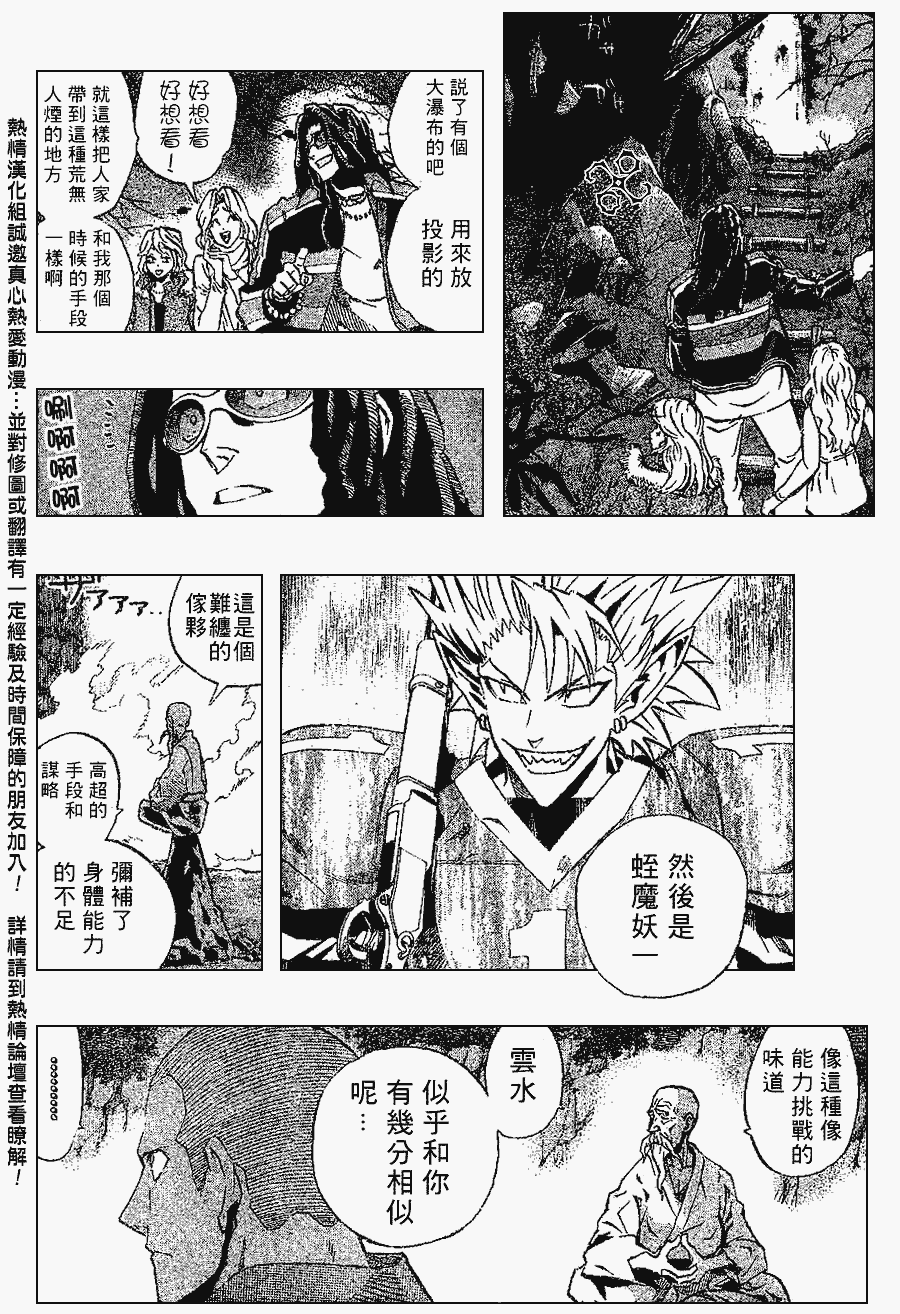 說了有個
大瀑布的吧
用來放
投影的
好想看
好想看！
就這樣把人家
帶到這種荒無
人煙的地方
和我那個
時候的手段
一樣啊
然後是
蛭魔妖一
這是個
難纏的
傢夥
高超的
手段和
謀略
彌補了
身體能力
的不足
ァァァ..
像這種像
能力挑戰的
味道
雲水
似乎和你
有幾分相似
呢…
………
熱情漢化組誠邀真心熱愛動漫…並對修圖或翻譯有一定經驗及時間保障的朋友加入！ 詳情請到熱情論壇查看瞭解！